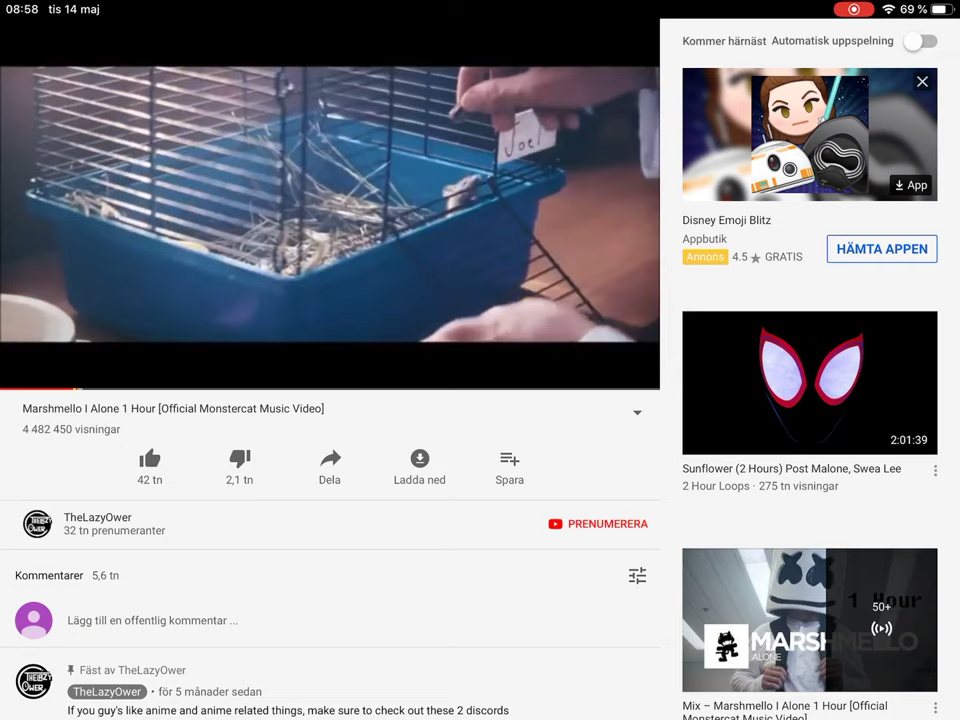 08:58 tis 14 maj
69 %
Joel
Marshmello I Alone 1 Hour [Official Monstercat Music Video]
4 482 450 visningar
42 tn
2,1 tn
Dela
Ladda ned
Spara
TheLazyOwer
32 tn prenumeranter
PRENUMERERA
Kommentarer 5,6 tn
Lägg till en offentlig kommentar ...
Fäst av TheLazyOwer
TheLazyOwer • för 5 månader sedan
If you guy's like anime and anime related things, make sure to check out these 2 discords
Kommer härnäst Automatisk uppspelning
App
Disney Emoji Blitz
Appbutik
Annons 4.5 ★ GRATIS
HÄMTA APPEN
2:01:39
Sunflower (2 Hours) Post Malone, Swea Lee
2 Hour Loops · 275 tn visningar
1 Hour
50+
MARSHMELLO
ALONE
Mix – Marshmello I Alone 1 Hour [Official
Monstercat Music Video]